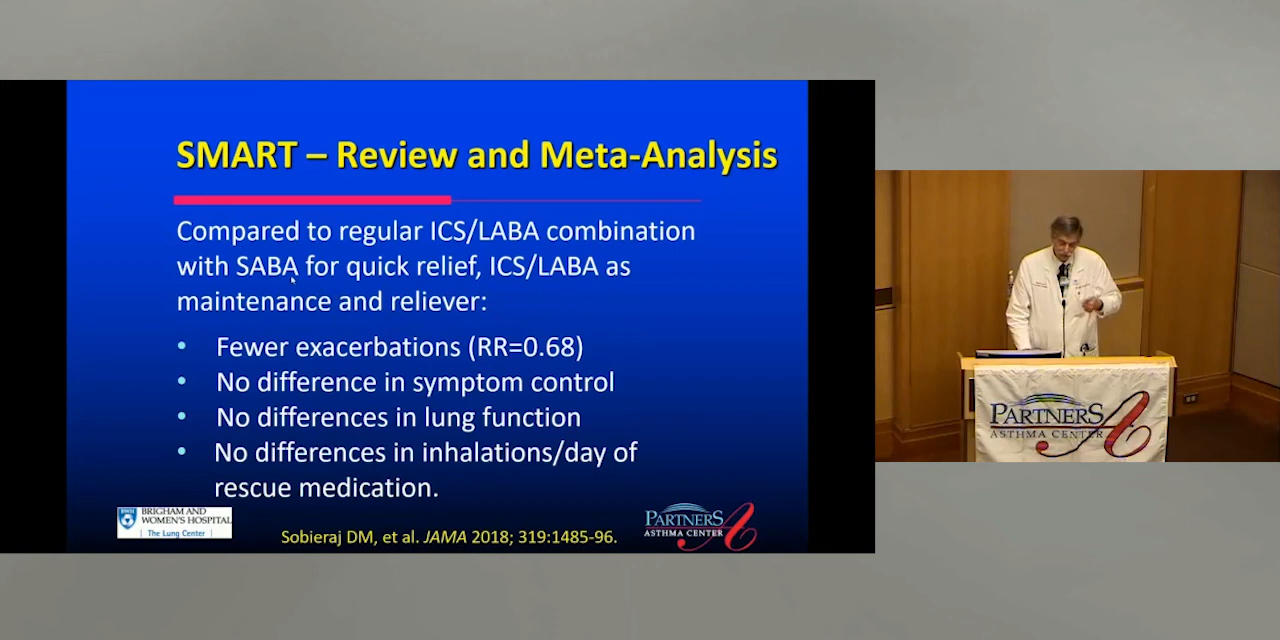 SMART – Review and Meta-Analysis
Compared to regular ICS/LABA combination
with SABA for quick relief, ICS/LABA as
maintenance and reliever:
• Fewer exacerbations (RR=0.68)
• No difference in symptom control
• No differences in lung function
• No differences in inhalations/day of
rescue medication.
BRIGHAM AND
WOMEN'S HOSPITAL
The Lung Center
Sobieraj DM, et al. JAMA 2018; 319:1485-96.
PARTNERS
ASTHMA CENTER
PARTNERS
ASTHMA CENTER